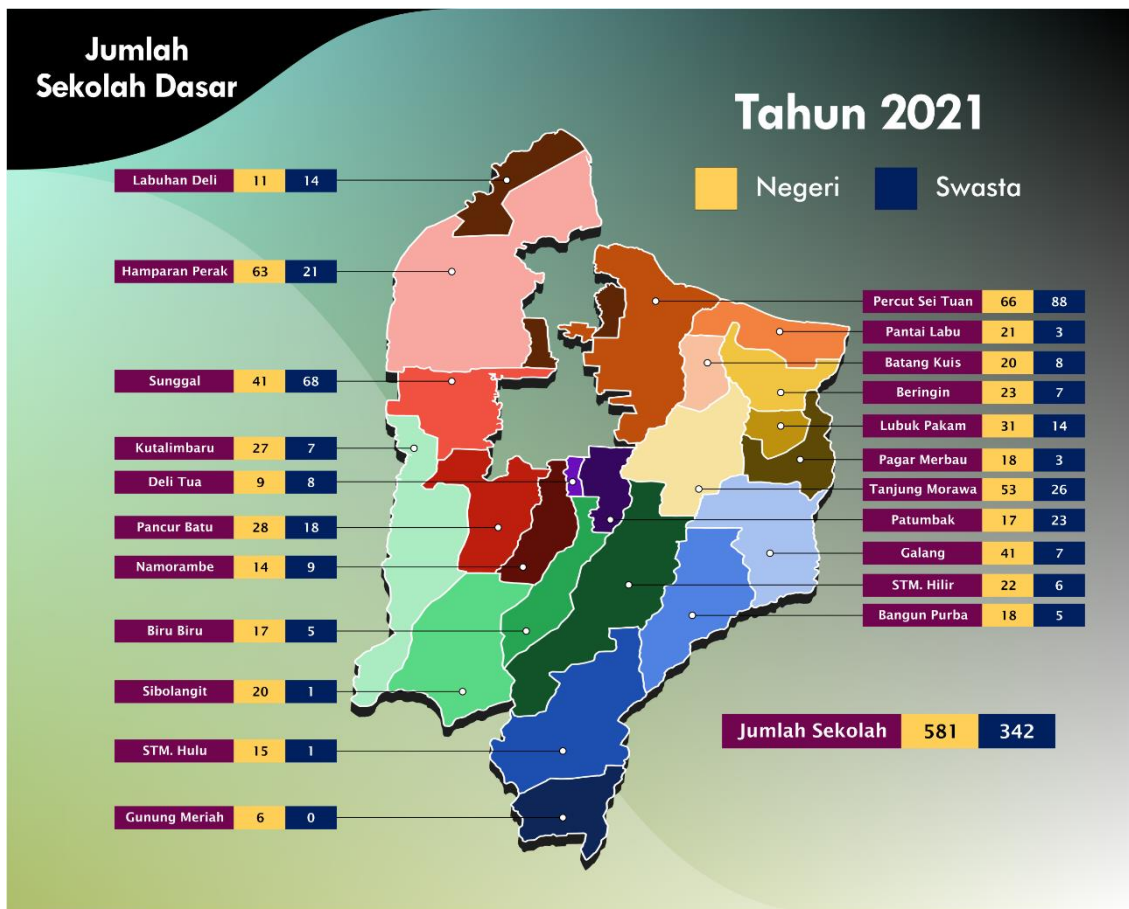 Jumlah
Sekolah Dasar
Tahun 2021
Negeri Swasta
Labuhan Deli 11 14
Hamparan Perak 63 21
Sunggal 41 68
Kutalimbaru 27 7
Deli Tua 9 8
Pancur Batu 28 18
Namorambe 14 9
Biru Biru 17 5
Sibolangit 20 1
STM. Hulu 15 1
Gunung Meriah 6 0
Percut Sei Tuan 66 88
Pantai Labu 21 3
Batang Kuis 20 8
Beringin 23 7
Lubuk Pakam 31 14
Pagar Merbau 18 3
Tanjung Morawa 53 26
Patumbak 17 23
Galang 41 7
STM. Hilir 22 6
Bangun Purba 18 5
Jumlah Sekolah 581 342